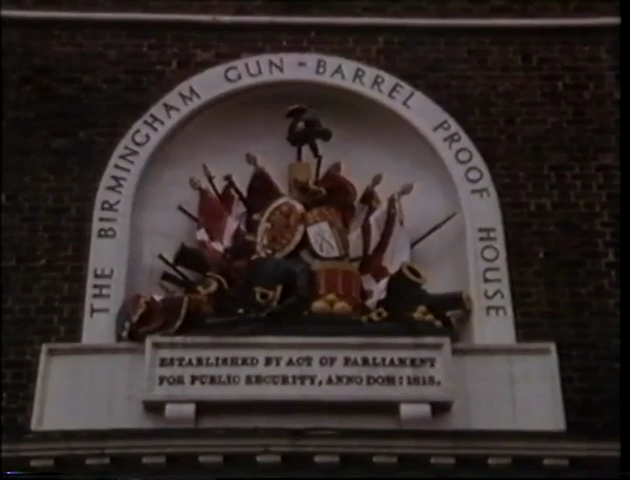 THE BIRMINGHAM GUN-BARREL PROOF HOUSE
ESTABLISHED BY ACT OF PARLIAMENT
FOR PUBLIC SECURITY, ANNO DOM: 1813.